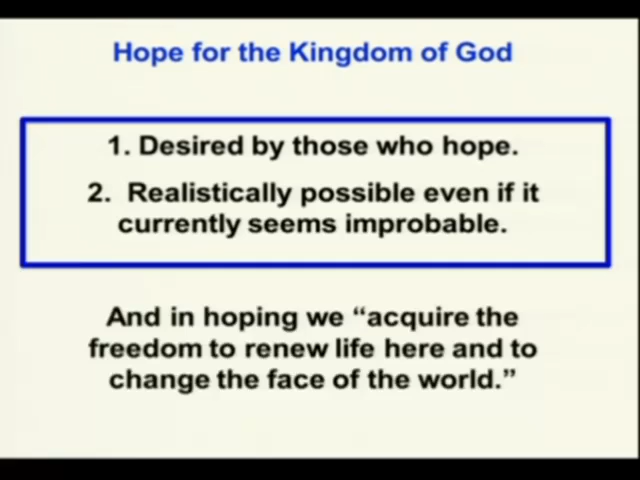 Hope for the Kingdom of God
1. Desired by those who hope.
2. Realistically possible even if it
currently seems improbable.
And in hoping we “acquire the
freedom to renew life here and to
change the face of the world.”